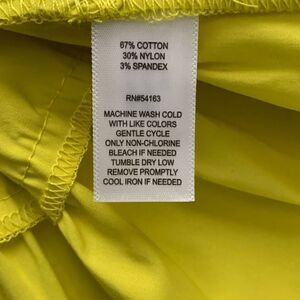 67% COTTON
30% NYLON
3% SPANDEX
RN#54163
MACHINE WASH COLD
WITH LIKE COLORS
GENTLE CYCLE
ONLY NON-CHLORINE
BLEACH IF NEEDED
TUMBLE DRY LOW
REMOVE PROMPTLY
COOL IRON IF NEEDED